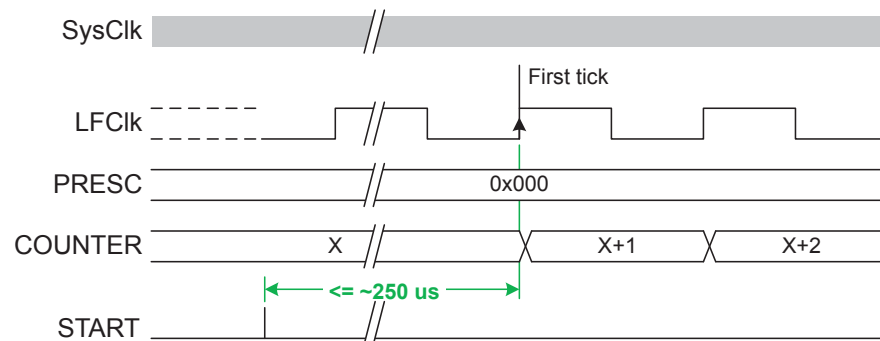 SysClk
First tick
LFClk
PRESC
0x000
COUNTER
X
X+1
X+2
<= ~250 us
START